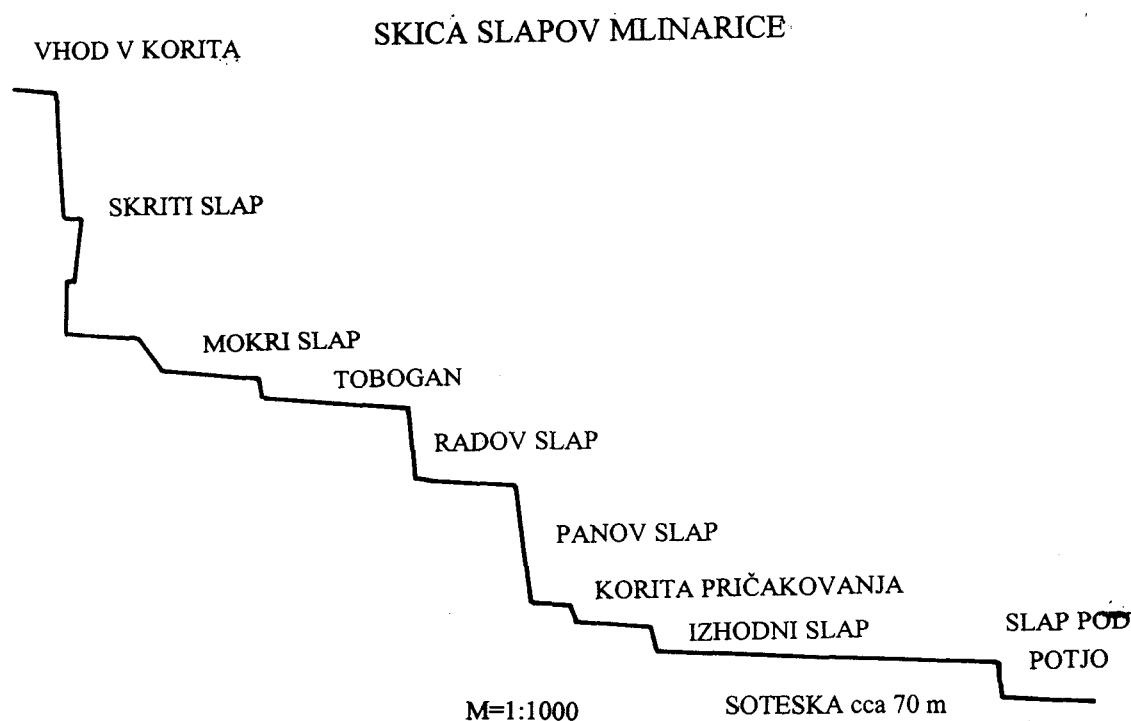 SKICA SLAPOV MLINARICE
VHOD V KORITA
SKRITI SLAP
MOKRI SLAP
TOBOGAN
RADOV SLAP
PANOV SLAP
KORITA PRIČAKOVANJA
IZHODNI SLAP
SLAP POD
POTJO
M=1:1000
SOTESKA cca 70 m